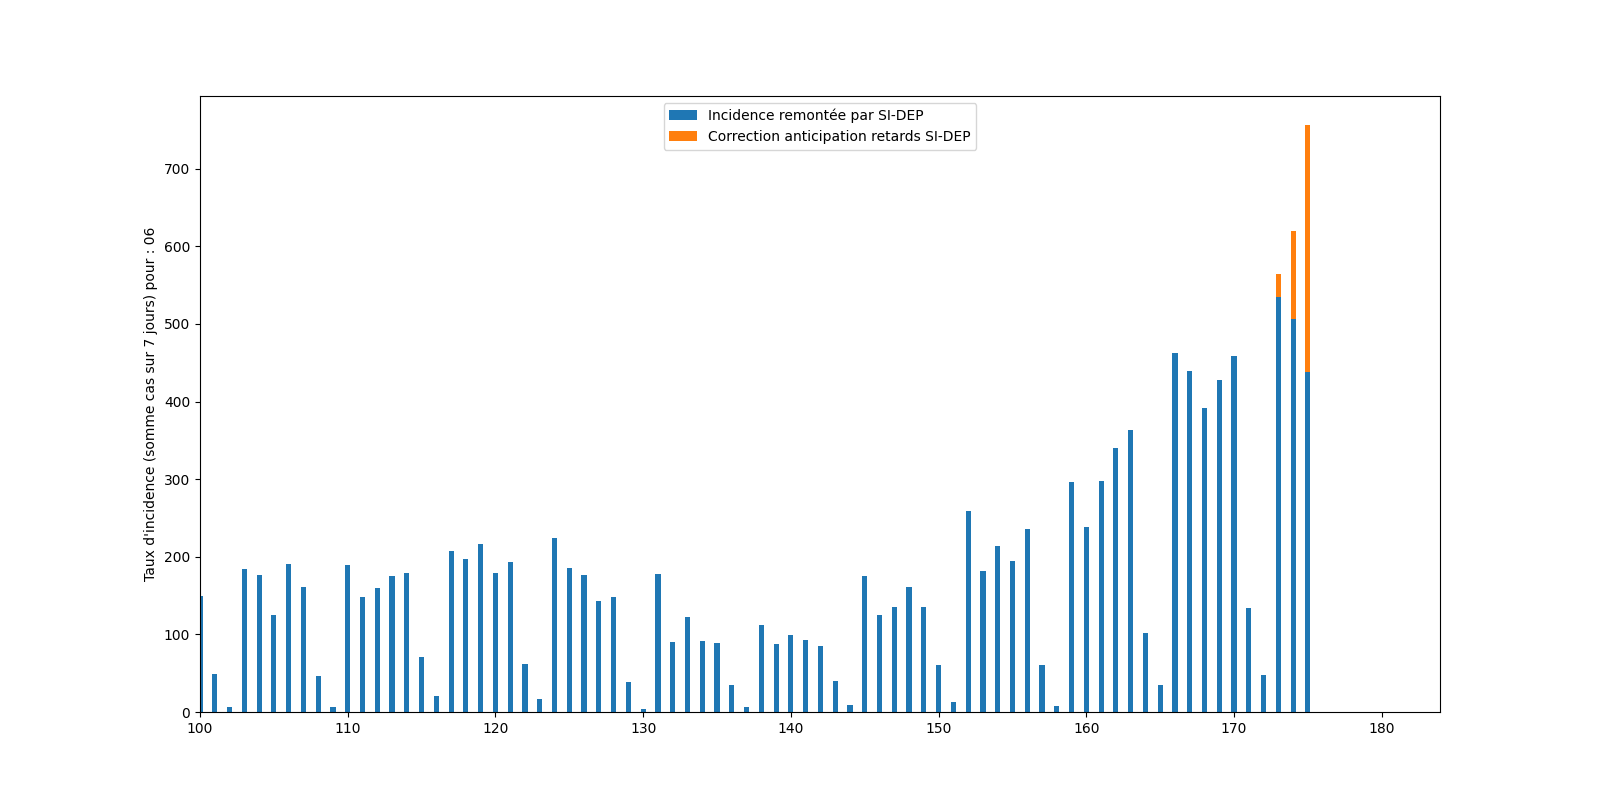 Incidence remontée par SI-DEP
Correction anticipation retards SI-DEP
Taux d'incidence (somme cas sur 7 jours) pour : 06
700
600
500
400
300
200
100
0
100 110 120 130 140 150 160 170 180